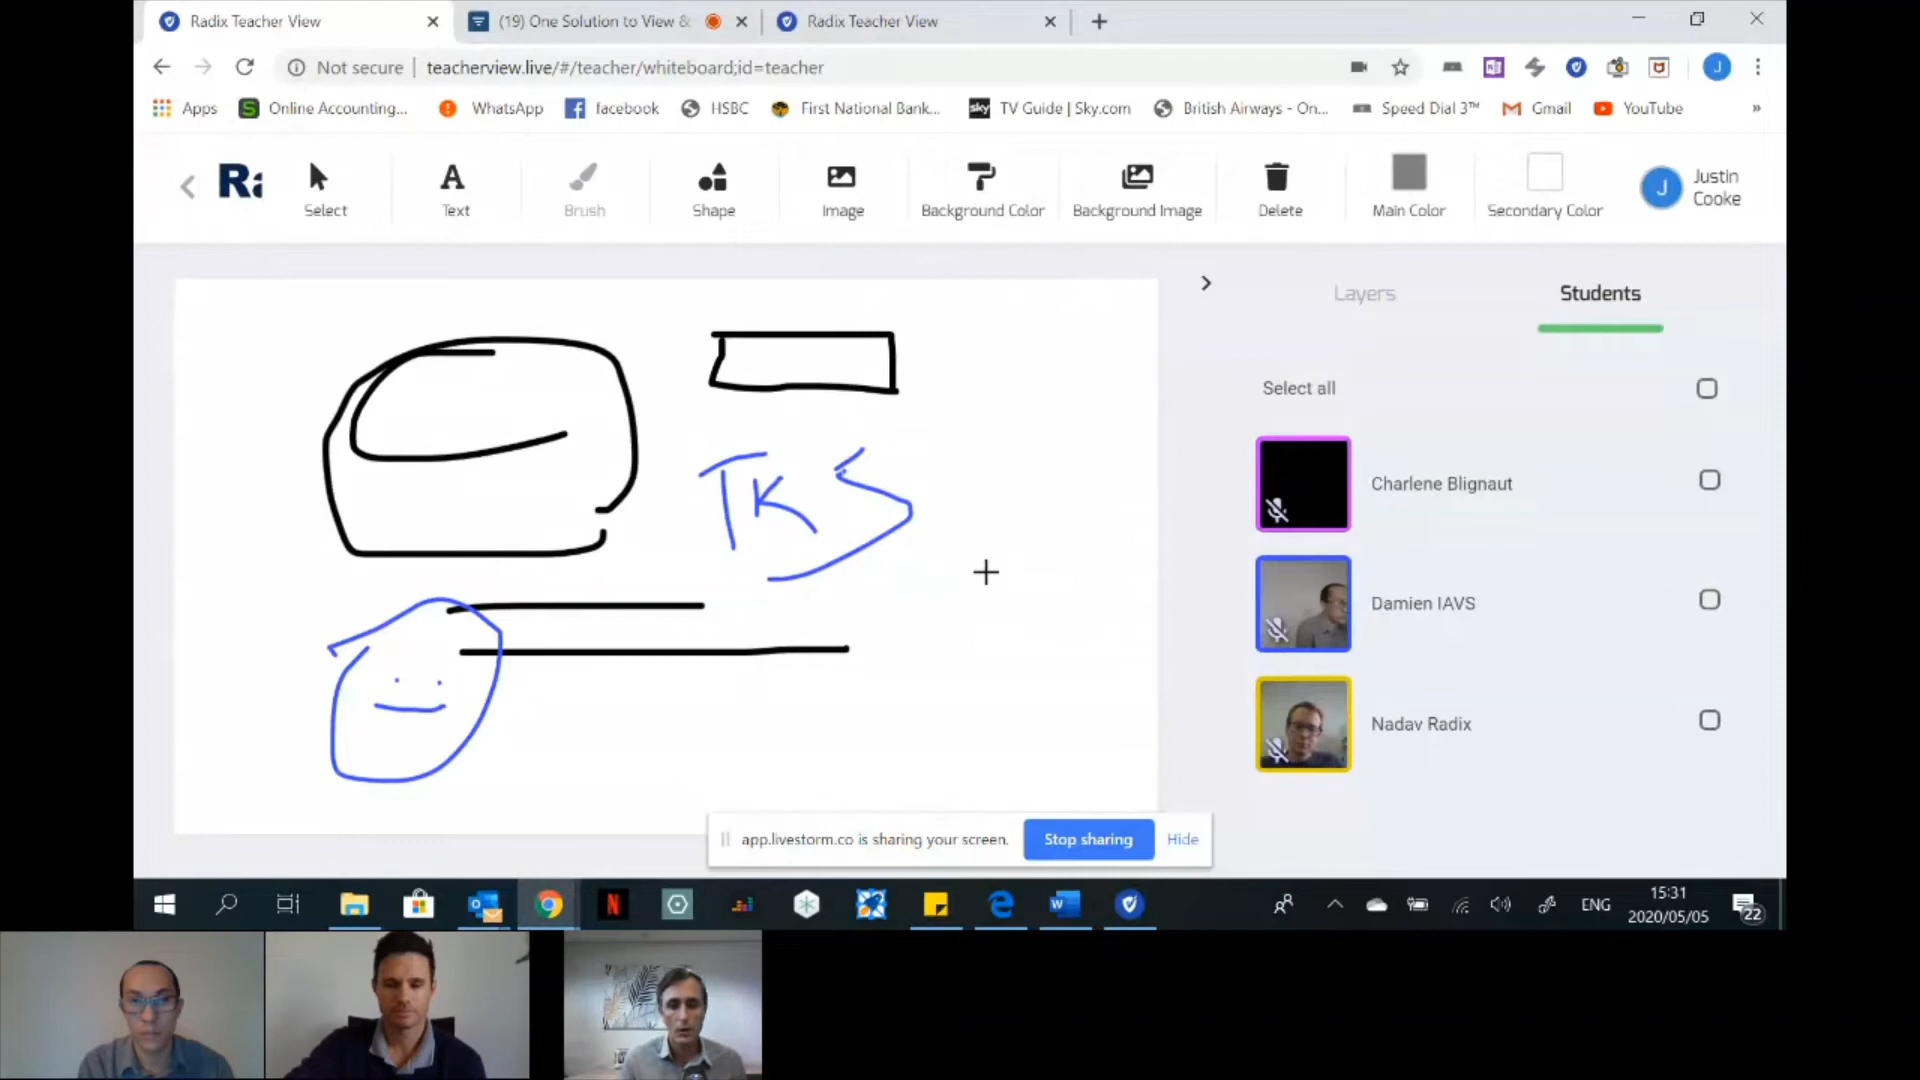 Radix Teacher View
(19) One Solution to View &
Radix Teacher View
Not secure
teacherview.live/#/teacher/whiteboard;id=teacher
J
Apps
Online Accounting...
WhatsApp
facebook
HSBC
First National Bank...
sky
TV Guide | Sky.com
British Airways - On...
Speed Dial 3™
Gmail
YouTube
»
Select
Text
Brush
Shape
Image
Background Color
Background Image
Delete
Main Color
Secondary Color
J
Justin
Cooke
Layers
Students
Select all
Charlene Blignaut
Damien IAVS
Nadav Radix
TKS
app.livestorm.co is sharing your screen.
Stop sharing
Hide
ENG
15:31
2020/05/05
22